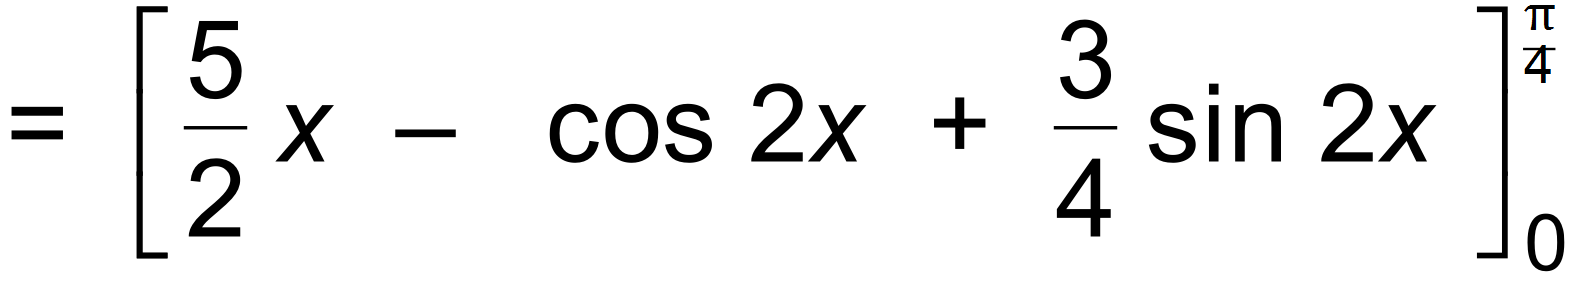 = [5/2 x − cos 2x + 3/4 sin 2x]_0^{π/4}